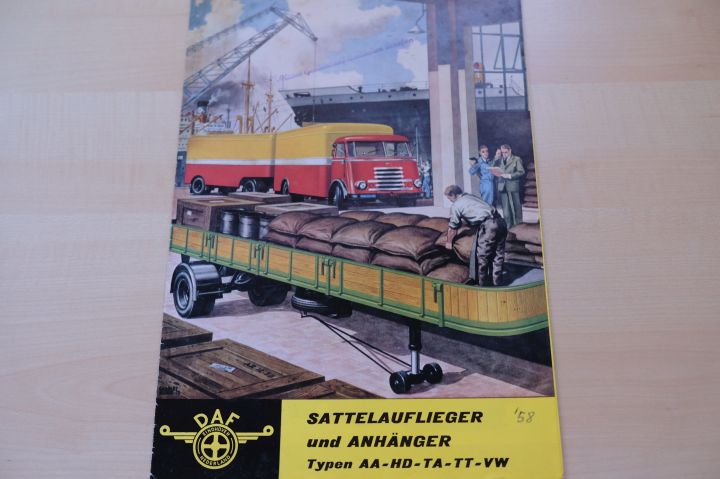 DAF
EINDHOVEN
NEDERLAND
SATTELAUFLIEGER
und ANHÄNGER
Typen AA-HD-TA-TT-VW
'58